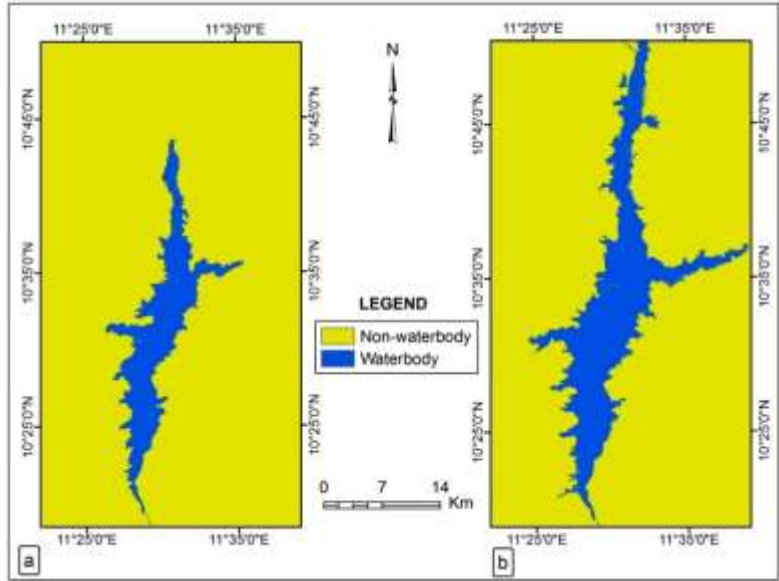 11°25'0"E 11°35'0"E
10°45'0"N 10°45'0"N
10°35'0"N 10°35'0"N
10°25'0"N 10°25'0"N
11°25'0"E 11°35'0"E
a
N
LEGEND
Non-waterbody
Waterbody
0 7 14
Km
11°25'0"E 11°35'0"E
10°45'0"N 10°45'0"N
10°35'0"N 10°35'0"N
10°25'0"N 10°25'0"N
11°25'0"E 11°35'0"E
b